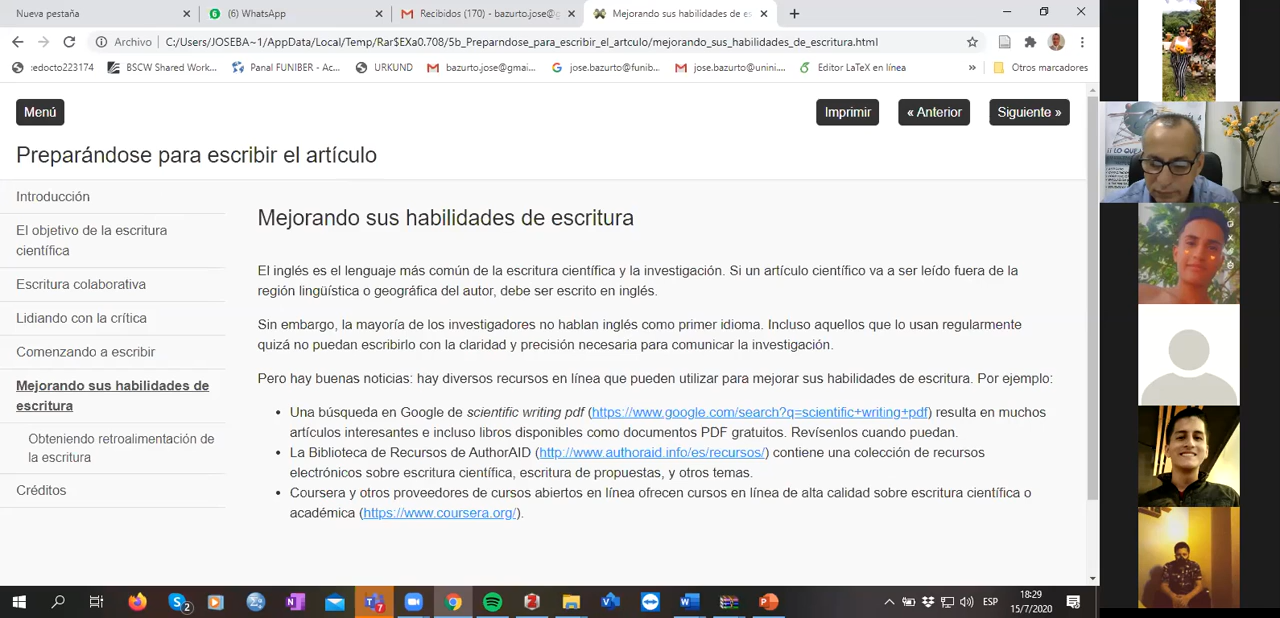 Nueva pestaña
(6) WhatsApp
Recibidos (170) - bazurto.jose@g
Mejorando sus habilidades de es
Archivo
C:/Users/JOSEBA~1/AppData/Local/Temp/Rar$EXa0.708/5b_Preparndose_para_escribir_el_artculo/mejorando_sus_habilidades_de_escritura.html
:edocto223174
BSCW Shared Work...
Panal FUNIBER - Ac...
URKUND
bazurto.jose@gmai...
jose.bazurto@funib...
jose.bazurto@unini....
Editor LaTeX en línea
»
Otros marcadores
Menú
Imprimir
« Anterior
Siguiente »
Preparándose para escribir el artículo
Introducción
El objetivo de la escritura
científica
Escritura colaborativa
Lidiando con la crítica
Comenzando a escribir
Mejorando sus habilidades de
escritura
Obteniendo retroalimentación de
la escritura
Créditos
Mejorando sus habilidades de escritura
El inglés es el lenguaje más común de la escritura científica y la investigación. Si un artículo científico va a ser leído fuera de la
región lingüística o geográfica del autor, debe ser escrito en inglés.
Sin embargo, la mayoría de los investigadores no hablan inglés como primer idioma. Incluso aquellos que lo usan regularmente
quizá no puedan escribirlo con la claridad y precisión necesaria para comunicar la investigación.
Pero hay buenas noticias: hay diversos recursos en línea que pueden utilizar para mejorar sus habilidades de escritura. Por ejemplo:
• Una búsqueda en Google de scientific writing pdf (https://www.google.com/search?q=scientific+writing+pdf) resulta en muchos
artículos interesantes e incluso libros disponibles como documentos PDF gratuitos. Revísenlos cuando puedan.
• La Biblioteca de Recursos de AuthorAID (http://www.authoraid.info/es/recursos/) contiene una colección de recursos
electrónicos sobre escritura científica, escritura de propuestas, y otros temas.
• Coursera y otros proveedores de cursos abiertos en línea ofrecen cursos en línea de alta calidad sobre escritura científica o
académica (https://www.coursera.org/).
ESP
18:29
15/7/2020